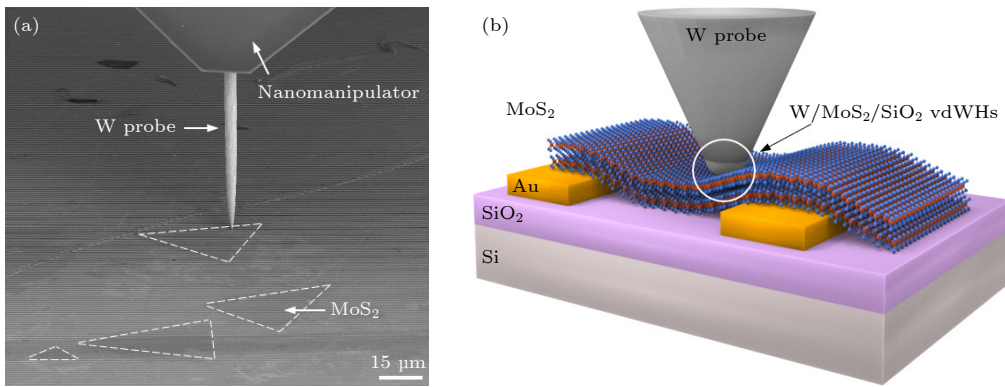 (a)
Nanomanipulator
W probe
MoS₂
15 µm
(b)
W probe
MoS₂
W/MoS₂/SiO₂ vdWHs
Au
SiO₂
Si